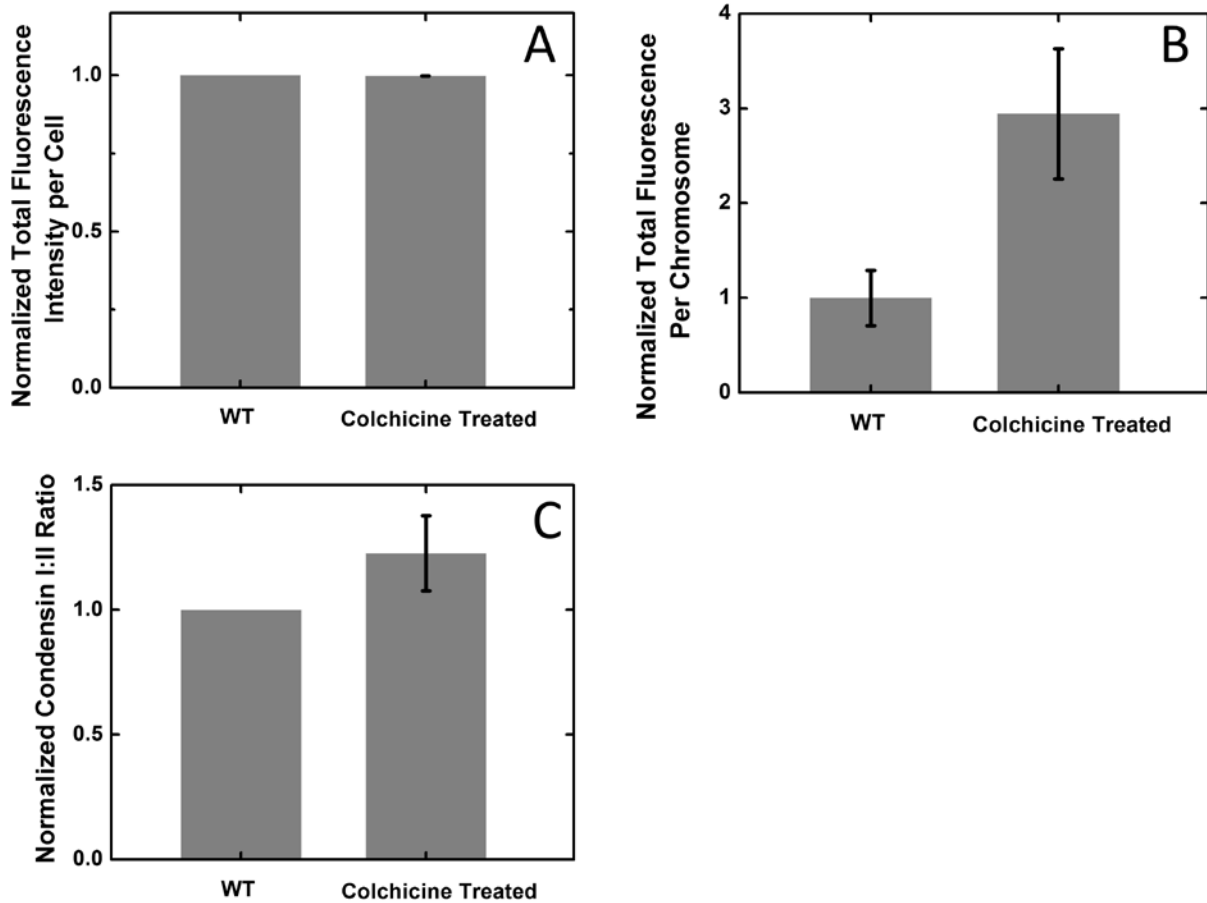 A
Normalized Total Fluorescence
Intensity per Cell
1.0
0.5
0.0
WT
Colchicine Treated
B
Normalized Total Fluorescence
Per Chromosome
4
3
2
1
0
WT
Colchicine Treated
C
Normalized Condensin I:II Ratio
1.5
1.0
0.5
0.0
WT
Colchicine Treated